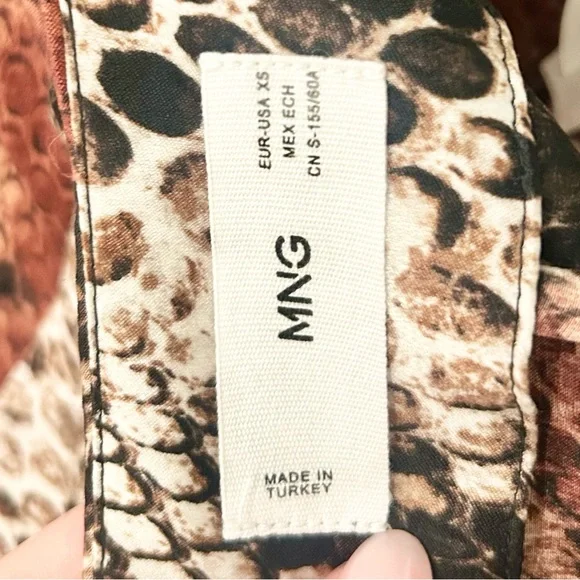 EUR-USA XS
MEX ECH
CN S-155/60A
MNG
MADE IN
TURKEY